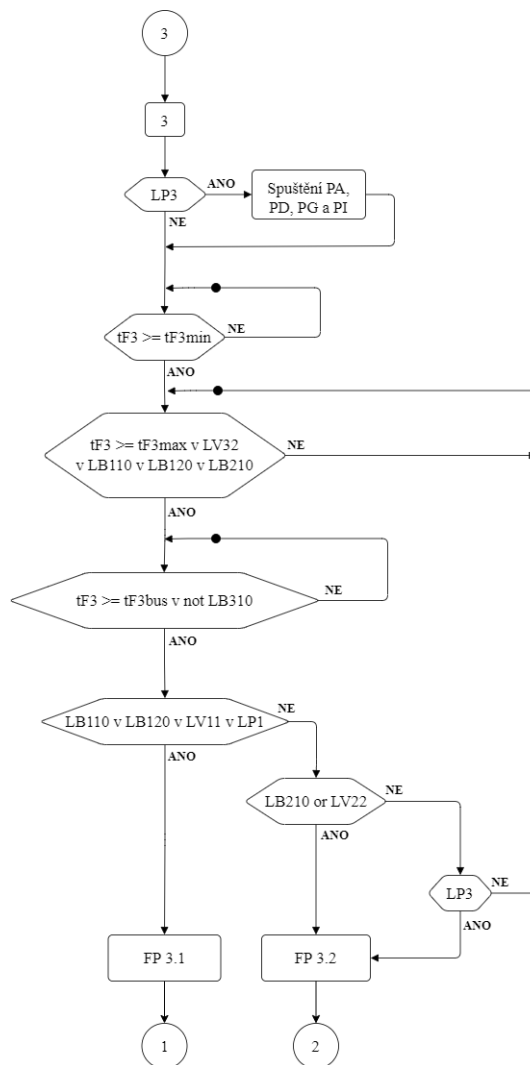 3
3
LP3
ANO
Spuštění PA,
PD, PG a PI
NE
tF3 >= tF3min
NE
ANO
tF3 >= tF3max v LV32
v LB110 v LB120 v LB210
NE
ANO
tF3 >= tF3bus v not LB310
NE
ANO
LB110 v LB120 v LV11 v LP1
NE
ANO
LB210 or LV22
NE
ANO
LP3
NE
ANO
FP 3.1
FP 3.2
1
2